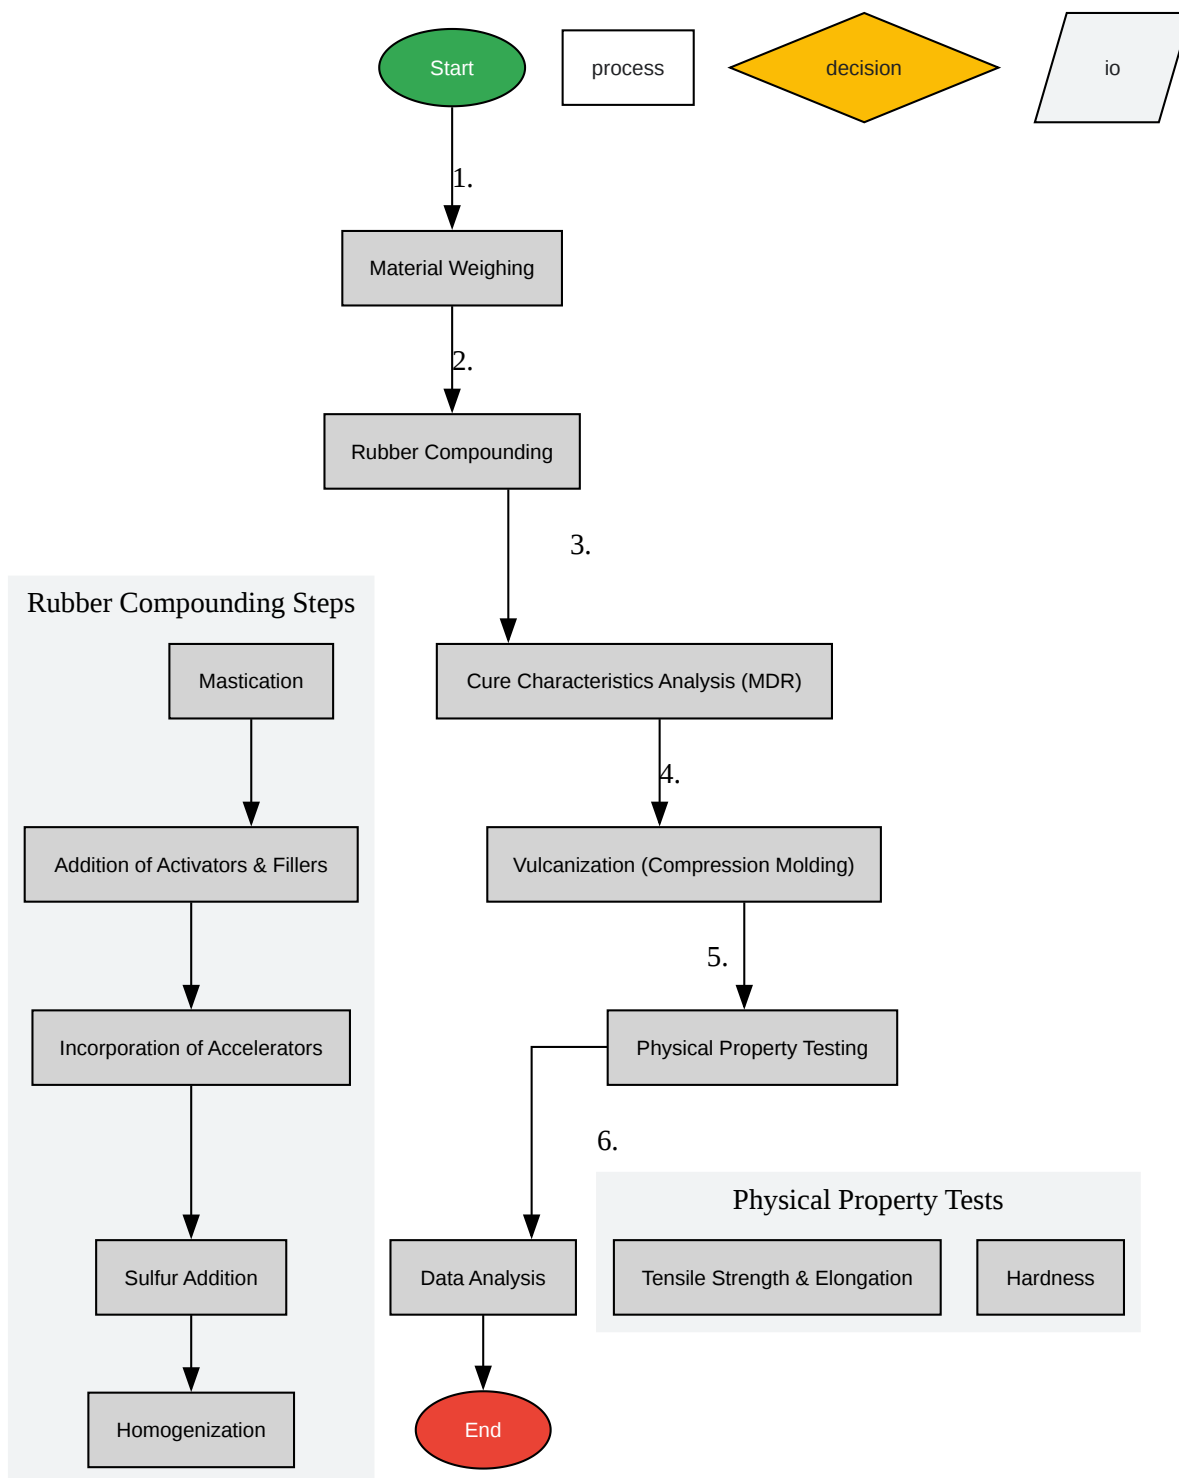 Start
process
decision
io
1.
Material Weighing
2.
Rubber Compounding
3.
Rubber Compounding Steps
Mastication
Cure Characteristics Analysis (MDR)
4.
Addition of Activators & Fillers
Vulcanization (Compression Molding)
5.
Incorporation of Accelerators
Physical Property Testing
6.
Physical Property Tests
Sulfur Addition
Data Analysis
Tensile Strength & Elongation
Hardness
Homogenization
End